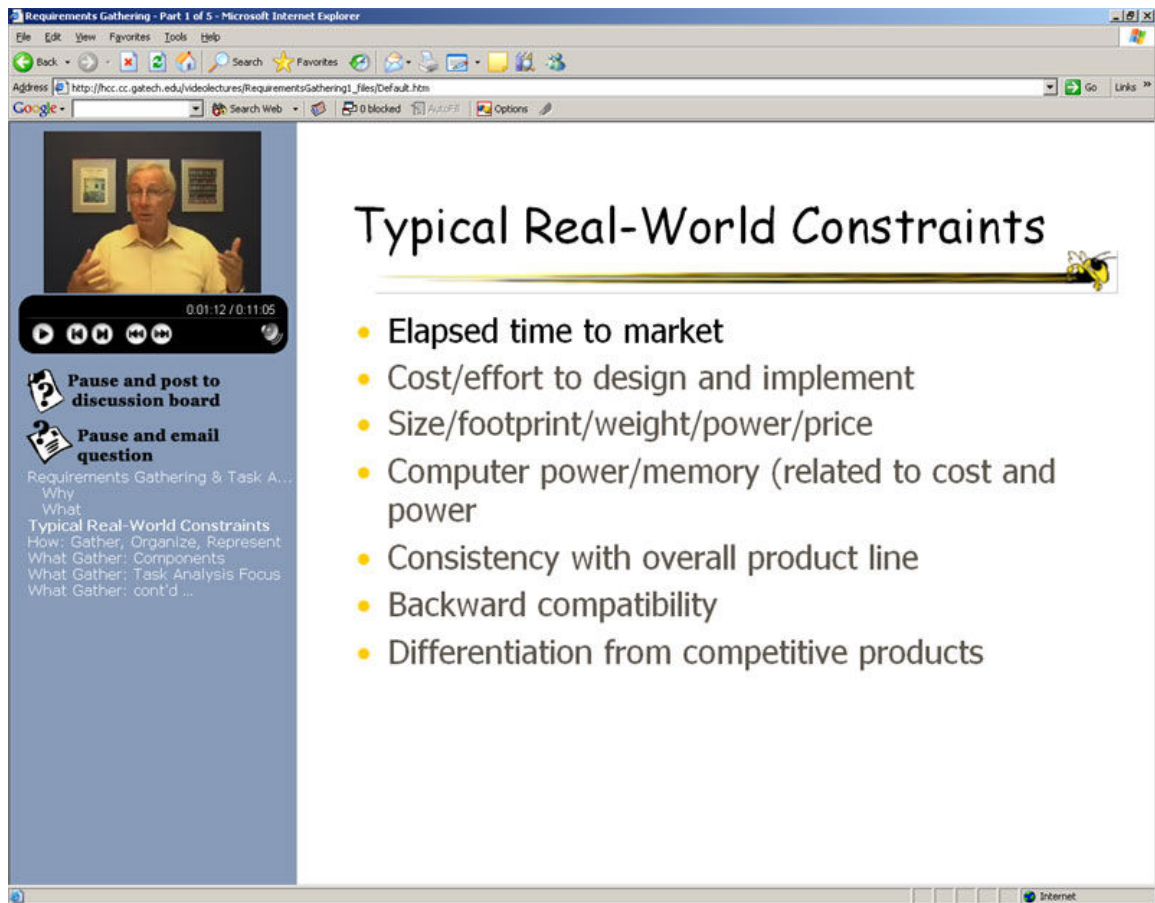 Requirements Gathering - Part 1 of 5 - Microsoft Internet Explorer
File Edit View Favorites Tools Help
Back Search Favorites
Address http://hcc.cc.gatech.edu/videolectures/RequirementsGathering1_files/Default.htm Go Links »
Google Search Web 0 blocked AutoFill Options
0:01:12 / 0:11:05
Pause and post to
discussion board
Pause and email
question
Requirements Gathering & Task A...
Why
What
Typical Real-World Constraints
How: Gather, Organize, Represent
What Gather: Components
What Gather: Task Analysis Focus
What Gather: cont'd ...
Typical Real-World Constraints
• Elapsed time to market
• Cost/effort to design and implement
• Size/footprint/weight/power/price
• Computer power/memory (related to cost and
power
• Consistency with overall product line
• Backward compatibility
• Differentiation from competitive products
Internet